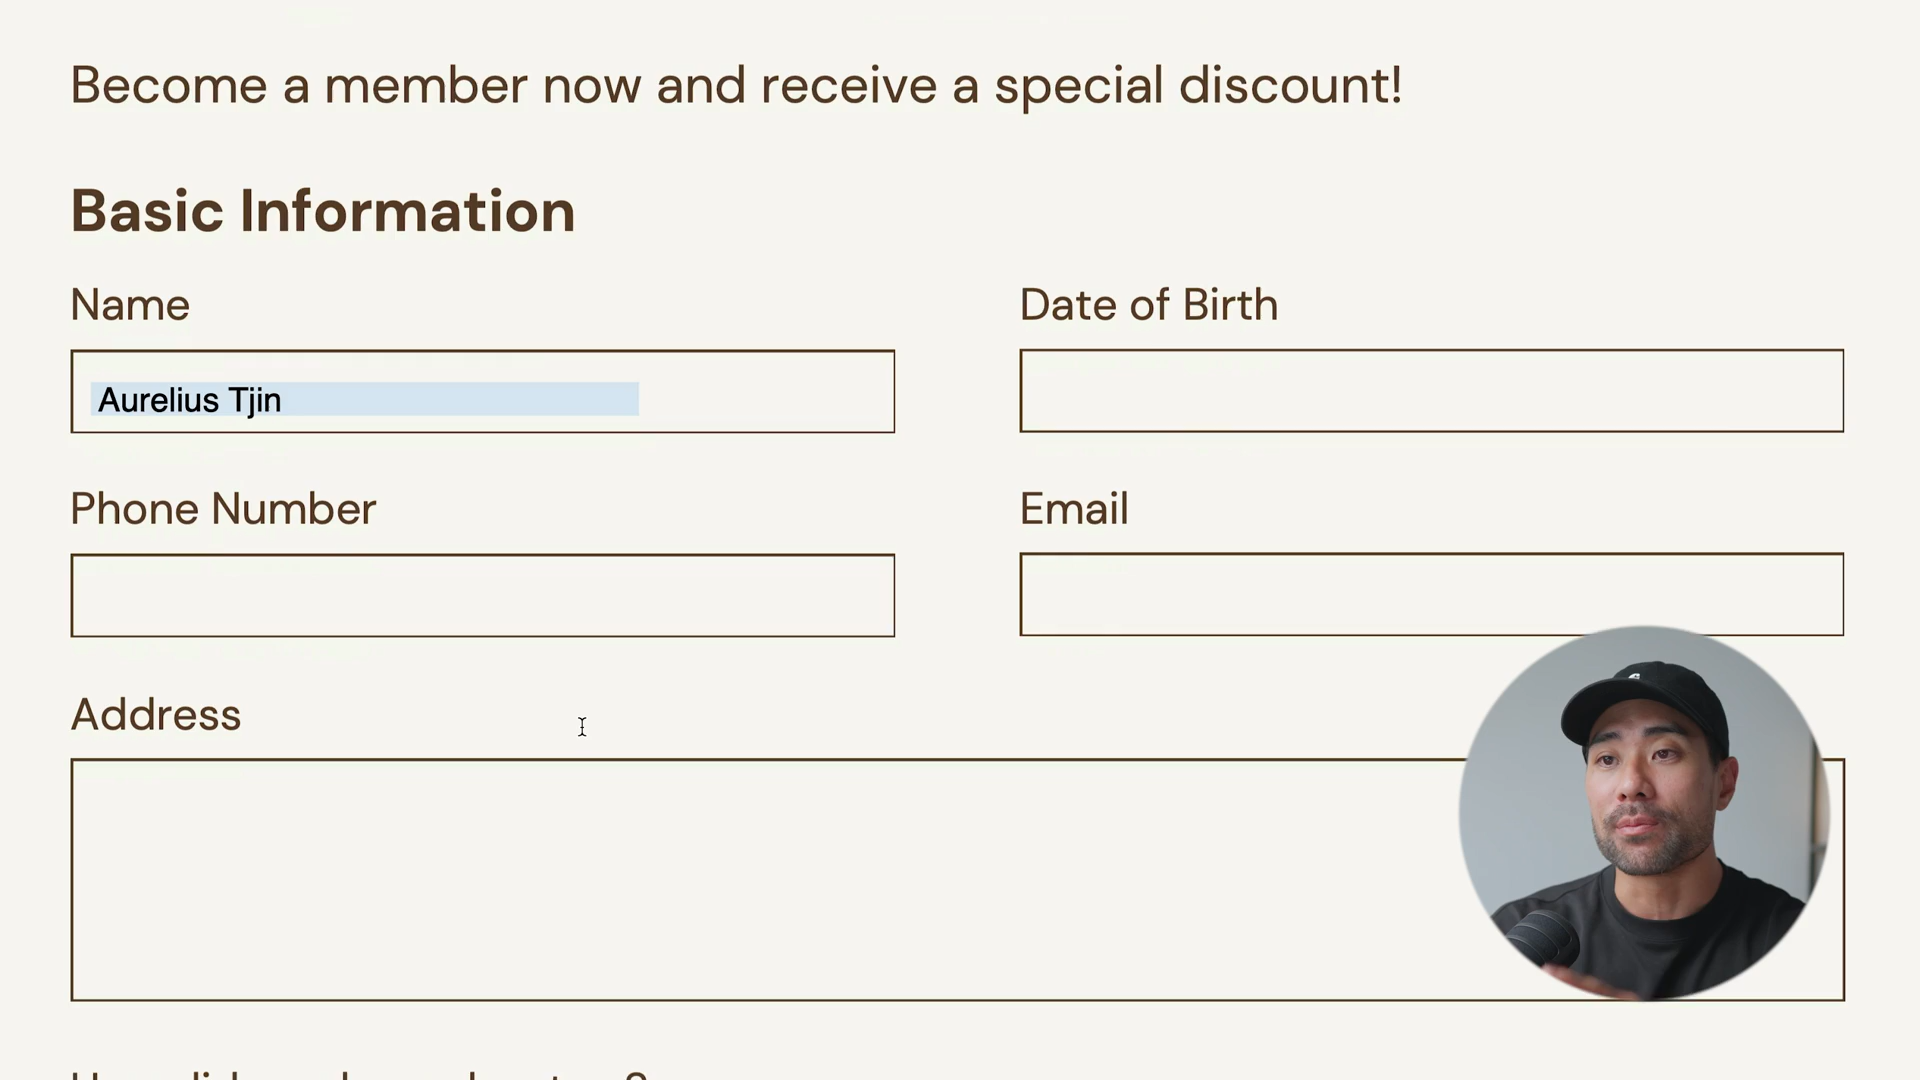 Become a member now and receive a special discount!
Basic Information
Name
Date of Birth
Aurelius Tjin
Phone Number
Email
Address